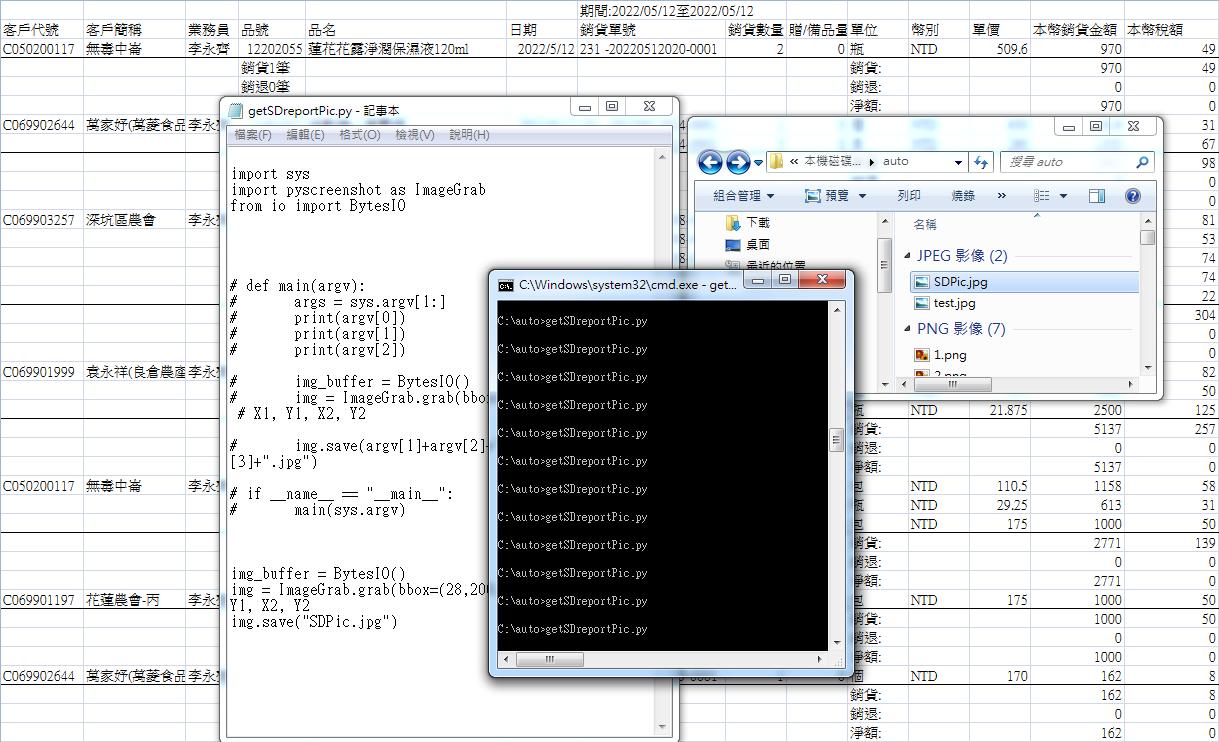 期間:2022/05/12至2022/05/12
客戶代號 客戶簡稱 業務員 品號 品名 日期 銷貨單號 銷貨數量 贈/備品量 單位 幣別 單價 本幣銷貨金額 本幣稅額
C050200117 無毒中崙 李永齊 12202055 蓮花花露淨潤保濕液120ml 2022/5/12 231 -20220512020-0001 2 0 瓶 NTD 509.6 970 49
銷貨1筆 銷貨: 970 49
銷退0筆 銷退: 0 0
淨額: 970 0
C069902644 萬家妤(萬菱食品 李永 31
67
98
0
0
C069903257 深坑區農會 李永 81
53
74
74
22
304
0
0
C069901999 袁永祥(良倉農產 李永 82
50
瓶 NTD 21.875 2500 125
銷貨: 5137 257
銷退: 0 0
淨額: 5137 0
C050200117 無毒中崙 李永 包 NTD 110.5 1158 58
瓶 NTD 29.25 613 31
包 NTD 175 1000 50
銷貨: 2771 139
銷退: 0 0
淨額: 2771 0
C069901197 花蓮農會-丙 李永 包 NTD 175 1000 50
銷貨: 1000 50
銷退: 0 0
淨額: 1000 0
C069902644 萬家妤(萬菱食品 李永 個 NTD 170 162 8
銷貨: 162 8
銷退: 0 0
淨額: 162 0
getSDreportPic.py - 記事本
檔案(F) 編輯(E) 格式(O) 檢視(V) 說明(H)
import sys
import pyscreenshot as ImageGrab
from io import BytesIO
# def main(argv):
# args = sys.argv[1:]
# print(argv[0])
# print(argv[1])
# print(argv[2])
# img_buffer = BytesIO()
# img = ImageGrab.grab(bbo
# X1, Y1, X2, Y2
# img.save(argv[1]+argv[2]
[3]+".jpg")
# if __name__ == "__main__":
# main(sys.argv)
img_buffer = BytesIO()
img = ImageGrab.grab(bbox=(28,200
Y1, X2, Y2
img.save("SDPic.jpg")
« 本機磁碟... auto
搜尋 auto
組合管理 預覽 列印 燒錄 »
下載
桌面
最近的位置
名稱
JPEG 影像 (2)
SDPic.jpg
test.jpg
PNG 影像 (7)
1.png
2.png
C:\Windows\system32\cmd.exe - get...
C:\auto>getSDreportPic.py
C:\auto>getSDreportPic.py
C:\auto>getSDreportPic.py
C:\auto>getSDreportPic.py
C:\auto>getSDreportPic.py
C:\auto>getSDreportPic.py
C:\auto>getSDreportPic.py
C:\auto>getSDreportPic.py
C:\auto>getSDreportPic.py
C:\auto>getSDreportPic.py
C:\auto>getSDreportPic.py
C:\auto>getSDreportPic.py